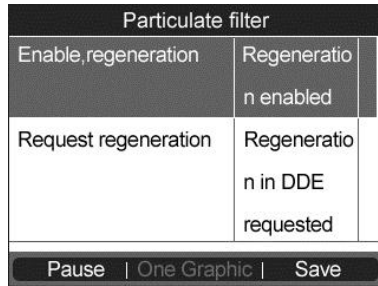 Particulate filter
Enable,regeneration
Regeneratio
n enabled
Request regeneration
Regeneratio
n in DDE
requested
Pause | One Graphic | Save